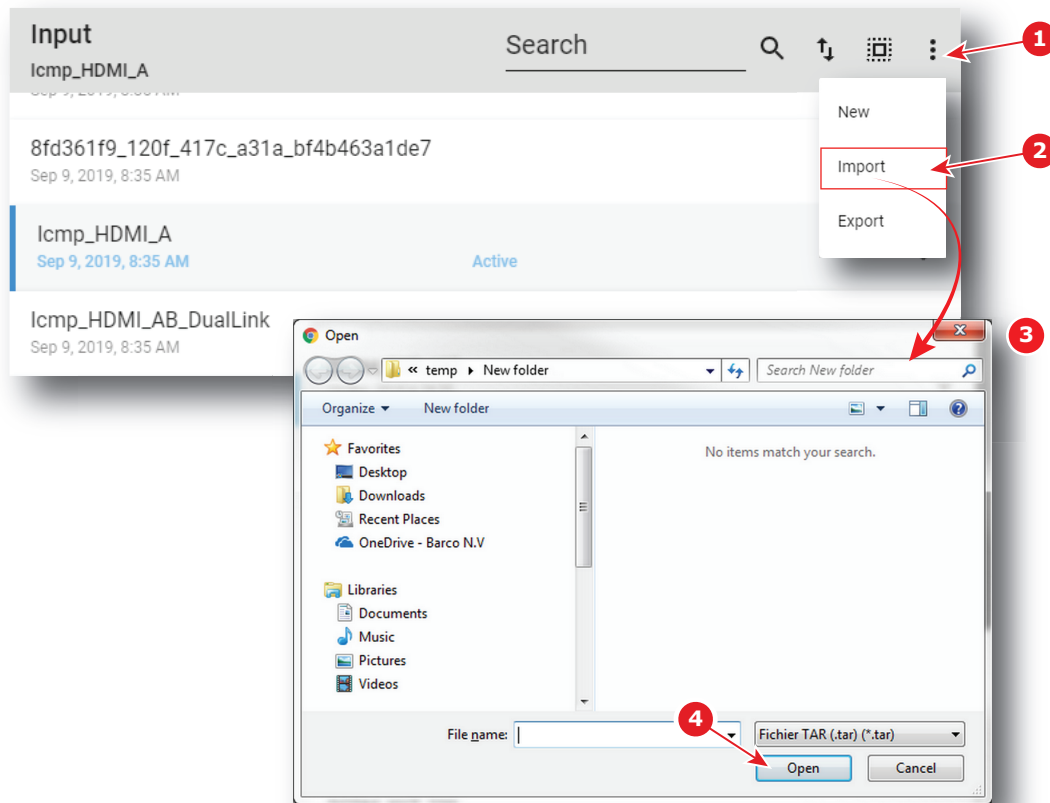 Input
Search
1
Icmp_HDMI_A
New
8fd361f9_120f_417c_a31a_bf4b463a1de7
2
Import
Sep 9, 2019, 8:35 AM
Icmp_HDMI_A
Export
Sep 9, 2019, 8:35 AM
Active
Icmp_HDMI_AB_DualLink
Sep 9, 2019, 8:35 AM
Open
x
3
« temp
New folder
Search New folder
Organize
New folder
Favorites
Desktop
Downloads
Recent Places
OneDrive - Barco N.V
Libraries
Documents
Music
Pictures
Videos
No items match your search.
4
File name:
Fichier TAR (.tar) (*.tar)
Open
Cancel